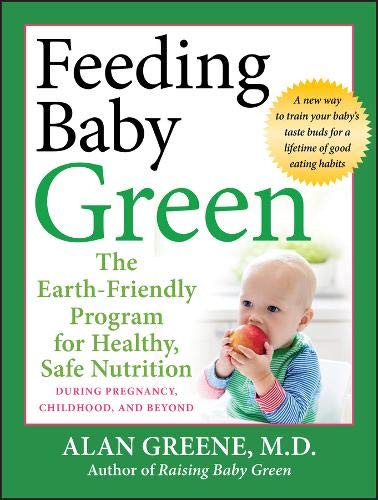 Feeding
Baby
Green
A new way
to train your baby's
taste buds for a
lifetime of good
eating habits
The
Earth-Friendly
Program
for Healthy,
Safe Nutrition
DURING PREGNANCY,
CHILDHOOD, AND BEYOND
ALAN GREENE, M.D.
Author of Raising Baby Green